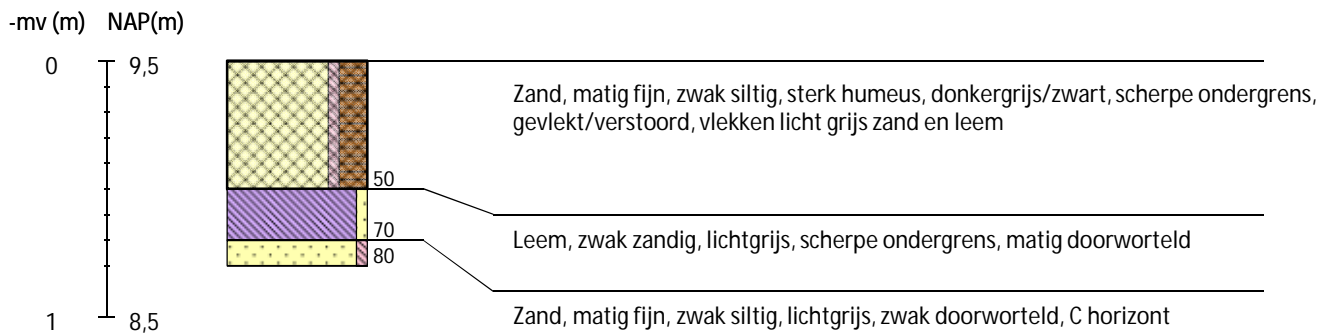 -mv (m) NAP(m)
0 9,5
Zand, matig fijn, zwak siltig, sterk humeus, donkergrijs/zwart, scherpe ondergrens,
gevlekt/verstoord, vlekken licht grijs zand en leem
50
70
Leem, zwak zandig, lichtgrijs, scherpe ondergrens, matig doorworteld
80
1 8,5
Zand, matig fijn, zwak siltig, lichtgrijs, zwak doorworteld, C horizont